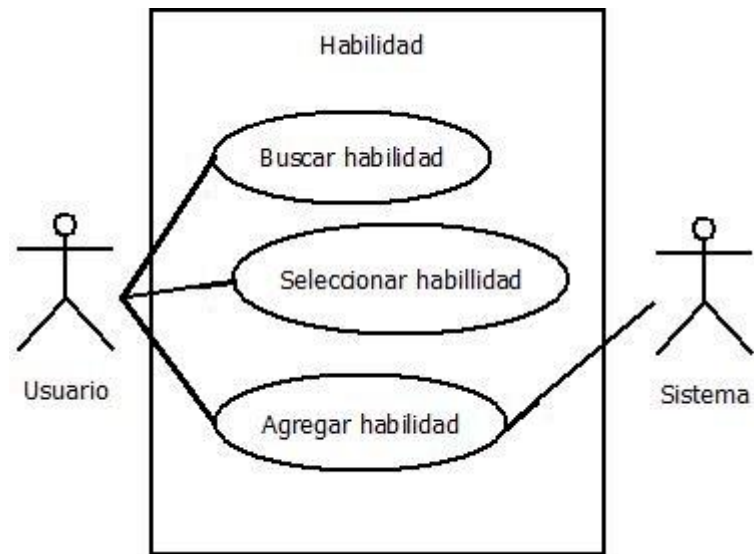 Habilidad
Buscar habilidad
Seleccionar habillidad
Usuario
Sistema
Agregar habilidad